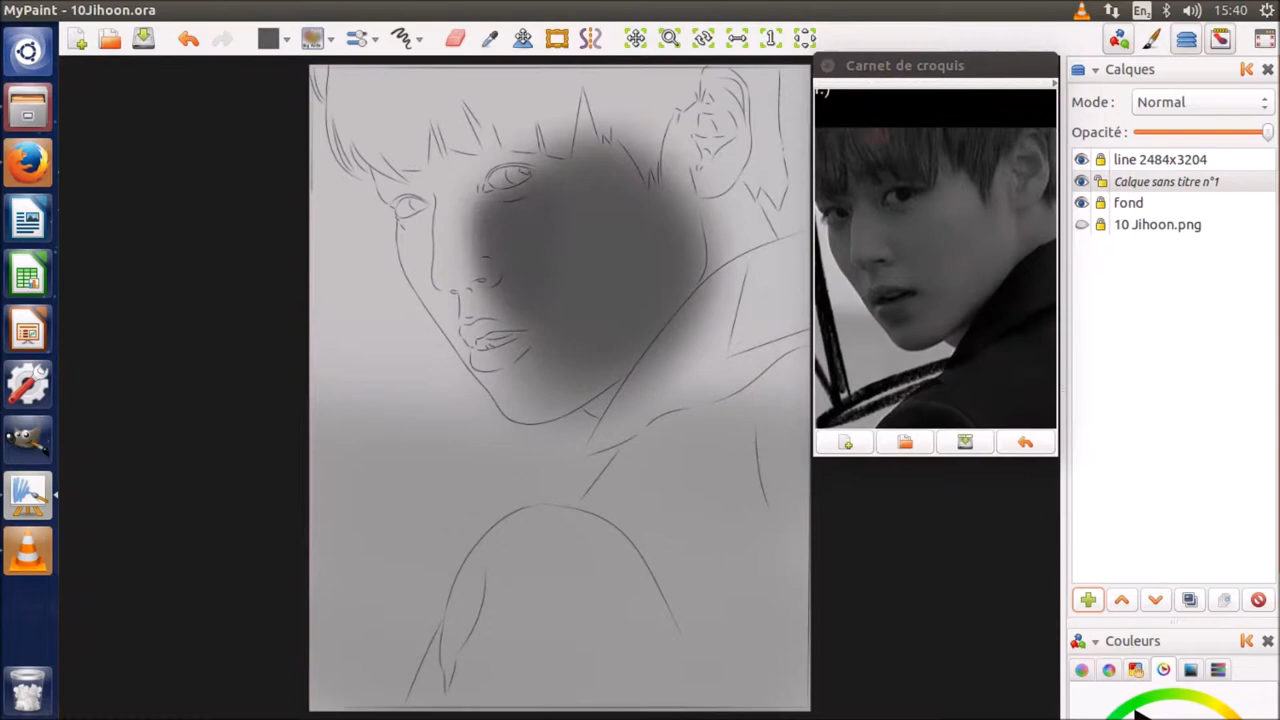 MyPaint - 10Jihoon.ora
En2
15:40
Carnet de croquis
Calques
Mode :
Normal
Opacité :
line 2484x3204
Calque sans titre n°1
fond
10 Jihoon.png
Couleurs